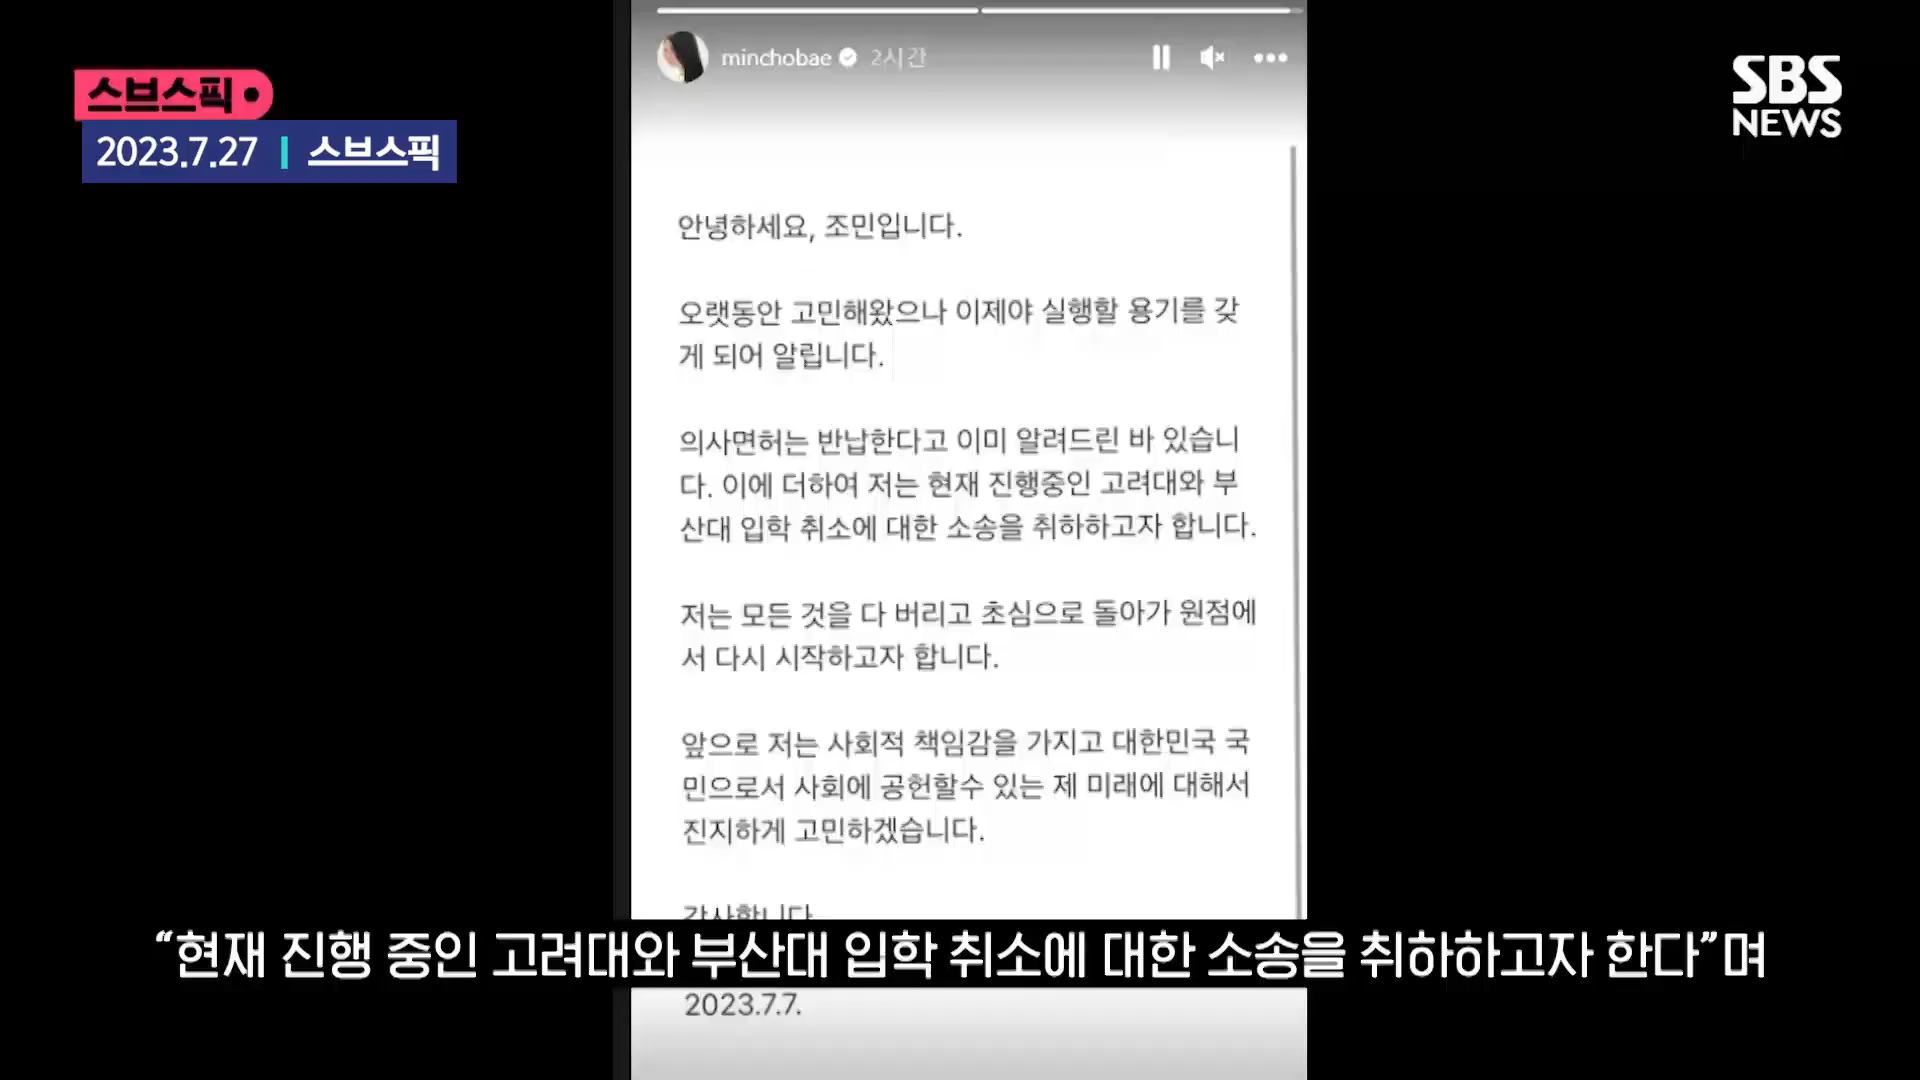 minchobae 2시간
스브스픽
2023.7.27 | 스브스픽
SBS
NEWS
안녕하세요, 조민입니다.
오랫동안 고민해왔으나 이제야 실행할 용기를 갖
게 되어 알립니다.
의사면허는 반납한다고 이미 알려드린 바 있습니
다. 이에 더하여 저는 현재 진행중인 고려대와 부
산대 입학 취소에 대한 소송을 취하하고자 합니다.
저는 모든 것을 다 버리고 초심으로 돌아가 원점에
서 다시 시작하고자 합니다.
앞으로 저는 사회적 책임감을 가지고 대한민국 국
민으로서 사회에 공헌할수 있는 제 미래에 대해서
진지하게 고민하겠습니다.
감사합니다
“현재 진행 중인 고려대와 부산대 입학 취소에 대한 소송을 취하하고자 한다”며
2023.7.7.